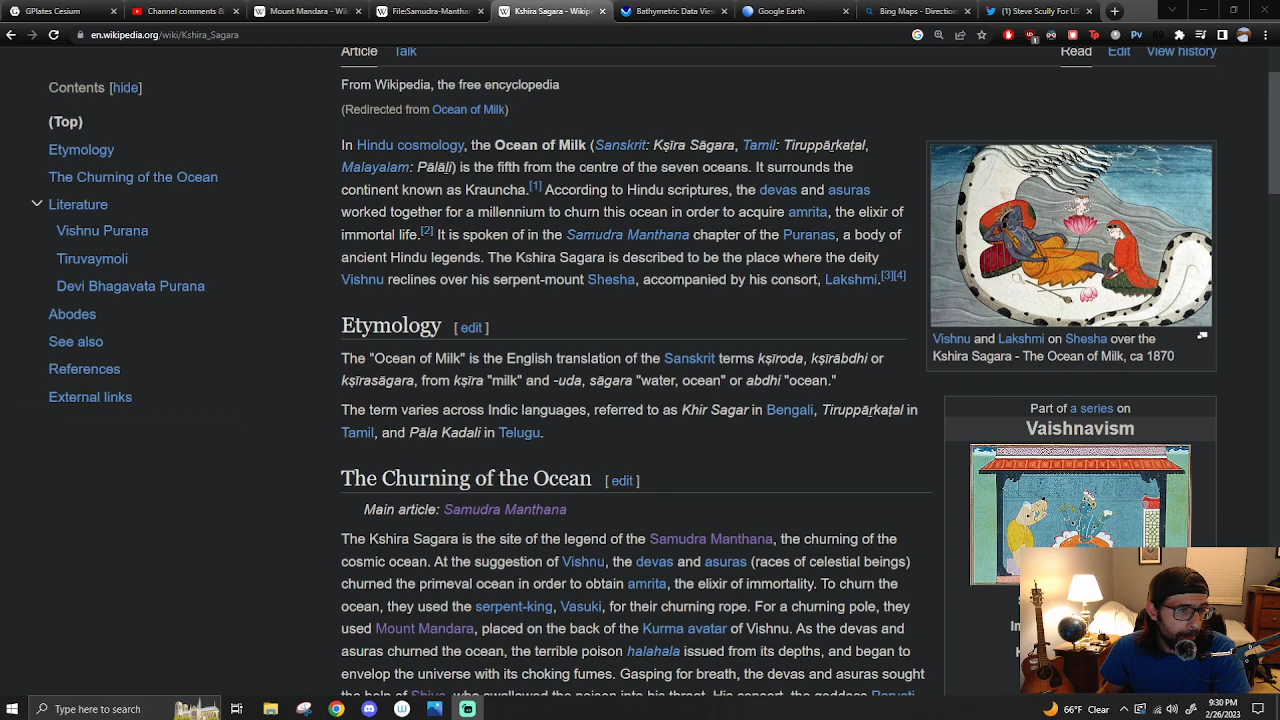 GPlates Cesium
Channel comments &
Mount Mandara - Wi
File:Samudra-Manthar
Kshira Sagara - Wikipe
Bathymetric Data View
Google Earth
Bing Maps - Direction
(1) Steve Scully For US
en.wikipedia.org/wiki/Kshira_Sagara
Article Talk Read Edit View history
Contents [hide]
(Top)
Etymology
The Churning of the Ocean
Literature
Vishnu Purana
Tiruvaymoli
Devi Bhagavata Purana
Abodes
See also
References
External links
From Wikipedia, the free encyclopedia
(Redirected from Ocean of Milk)
In Hindu cosmology, the Ocean of Milk (Sanskrit: Kṣīra Sāgara, Tamil: Tiruppāṟkaṭal,
Malayalam: Pālāḻi) is the fifth from the centre of the seven oceans. It surrounds the
continent known as Krauncha.[1] According to Hindu scriptures, the devas and asuras
worked together for a millennium to churn this ocean in order to acquire amrita, the elixir of
immortal life.[2] It is spoken of in the Samudra Manthana chapter of the Puranas, a body of
ancient Hindu legends. The Kshira Sagara is described to be the place where the deity
Vishnu reclines over his serpent-mount Shesha, accompanied by his consort, Lakshmi.[3][4]
Etymology [ edit ]
The "Ocean of Milk" is the English translation of the Sanskrit terms kṣīroda, kṣīrābdhi or
kṣīrasāgara, from kṣīra "milk" and -uda, sāgara "water, ocean" or abdhi "ocean."
The term varies across Indic languages, referred to as Khir Sagar in Bengali, Tiruppāṟkaṭal in
Tamil, and Pāla Kadali in Telugu.
The Churning of the Ocean [ edit ]
Main article: Samudra Manthana
The Kshira Sagara is the site of the legend of the Samudra Manthana, the churning of the
cosmic ocean. At the suggestion of Vishnu, the devas and asuras (races of celestial beings)
churned the primeval ocean in order to obtain amrita, the elixir of immortality. To churn the
ocean, they used the serpent-king, Vasuki, for their churning rope. For a churning pole, they
used Mount Mandara, placed on the back of the Kurma avatar of Vishnu. As the devas and
asuras churned the ocean, the terrible poison halahala issued from its depths, and began to
envelop the universe with its choking fumes. Gasping for breath, the devas and asuras sought
the help of Shiva, who swallowed the poison into his throat. His consort, the goddess Parvati
Vishnu and Lakshmi on Shesha over the
Kshira Sagara - The Ocean of Milk, ca 1870
Part of a series on
Vaishnavism
Type here to search
66°F Clear
9:30 PM
2/26/2023